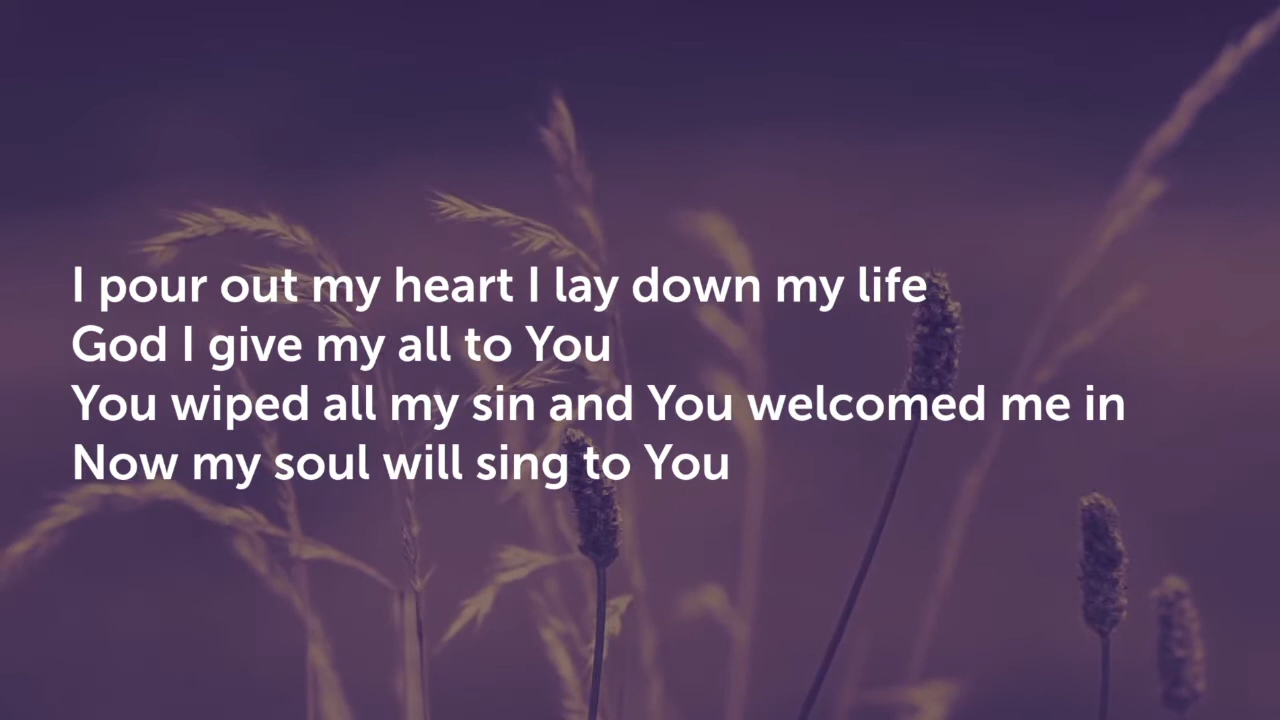 I pour out my heart I lay down my life
God I give my all to You
You wiped all my sin and You welcomed me in
Now my soul will sing to You